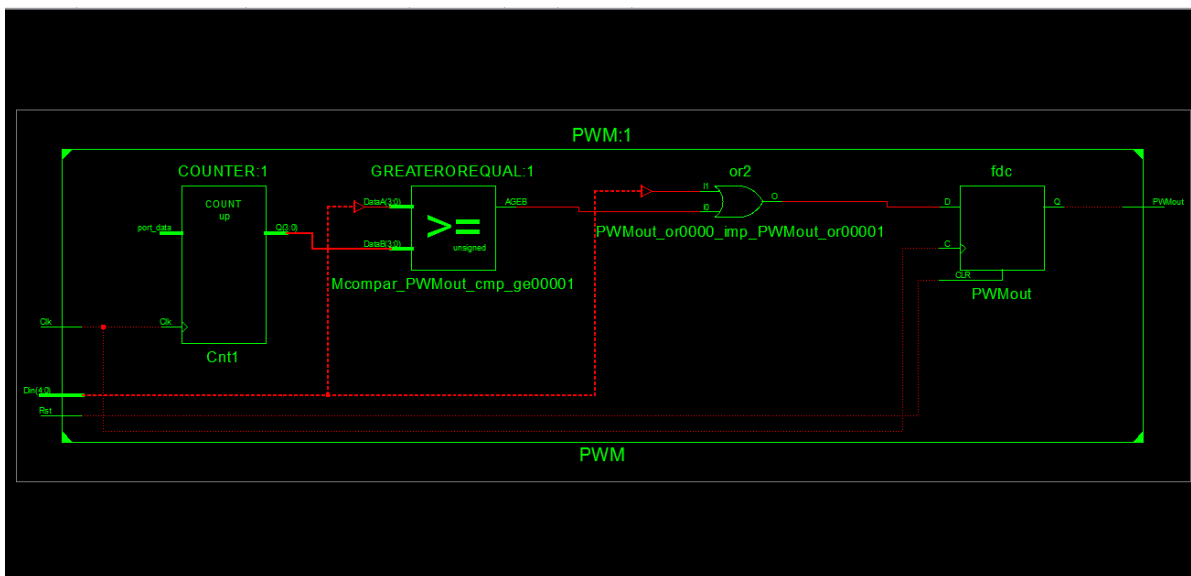 PWM:1
COUNTER:1
GREATEROREQUAL:1
or2
fdc
COUNT
up
port_data
Q(3:0)
DataA(3:0)
DataB(3:0)
>=
unsigned
AGEB
I1
I0
O
D
C
CLR
Q
PWMout
PWMout_or0000_imp_PWMout_or00001
Mcompar_PWMout_cmp_ge00001
PWMout
Clk
Clk
Cnt1
Din(4:0)
Rst
PWM